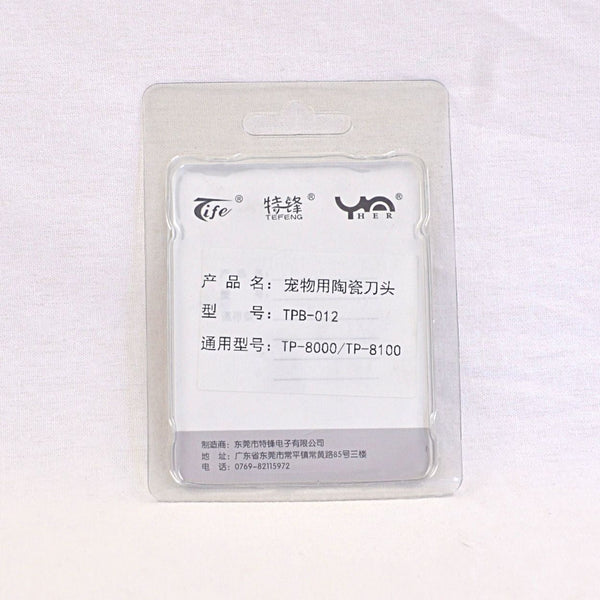 Tife® 特锋® YnHER®
TEFENG
产品名：宠物用陶瓷刀头
型 号：TPB-012
通用型号：TP-8000/TP-8100
制造商：东莞市特锋电子有限公司
地 址：广东省东莞市常平镇常黄路85号三楼
电 话：0769-82115972